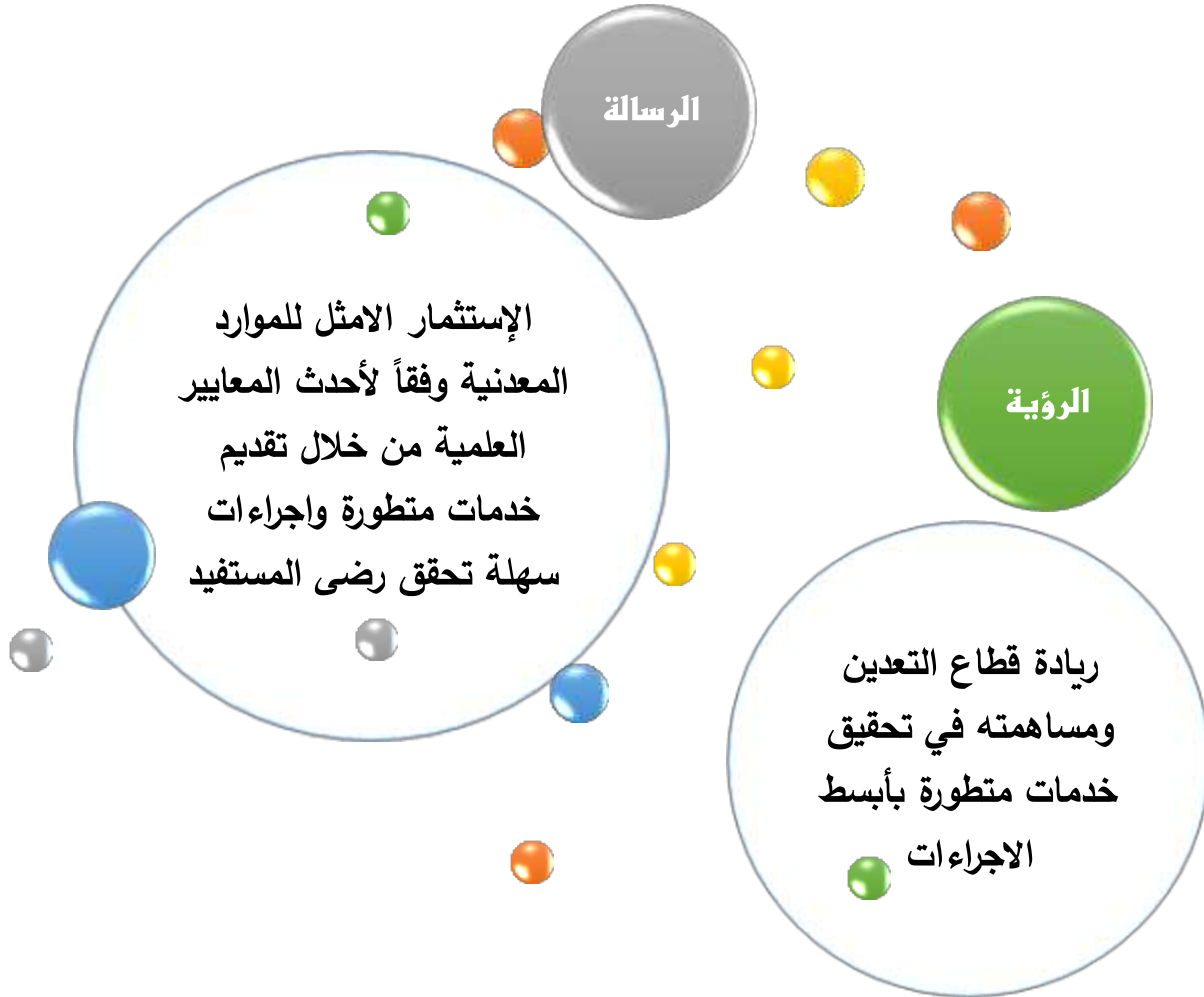 الرسالة
الإستثمار الامثل للموارد
المعدنية وفقاً لأحدث المعايير
العلمية من خلال تقديم
خدمات متطورة واجراءات
سهلة تحقق رضى المستفيد
الرؤية
ريادة قطاع التعدين
ومساهمته في تحقيق
خدمات متطورة بأبسط
الاجراءات